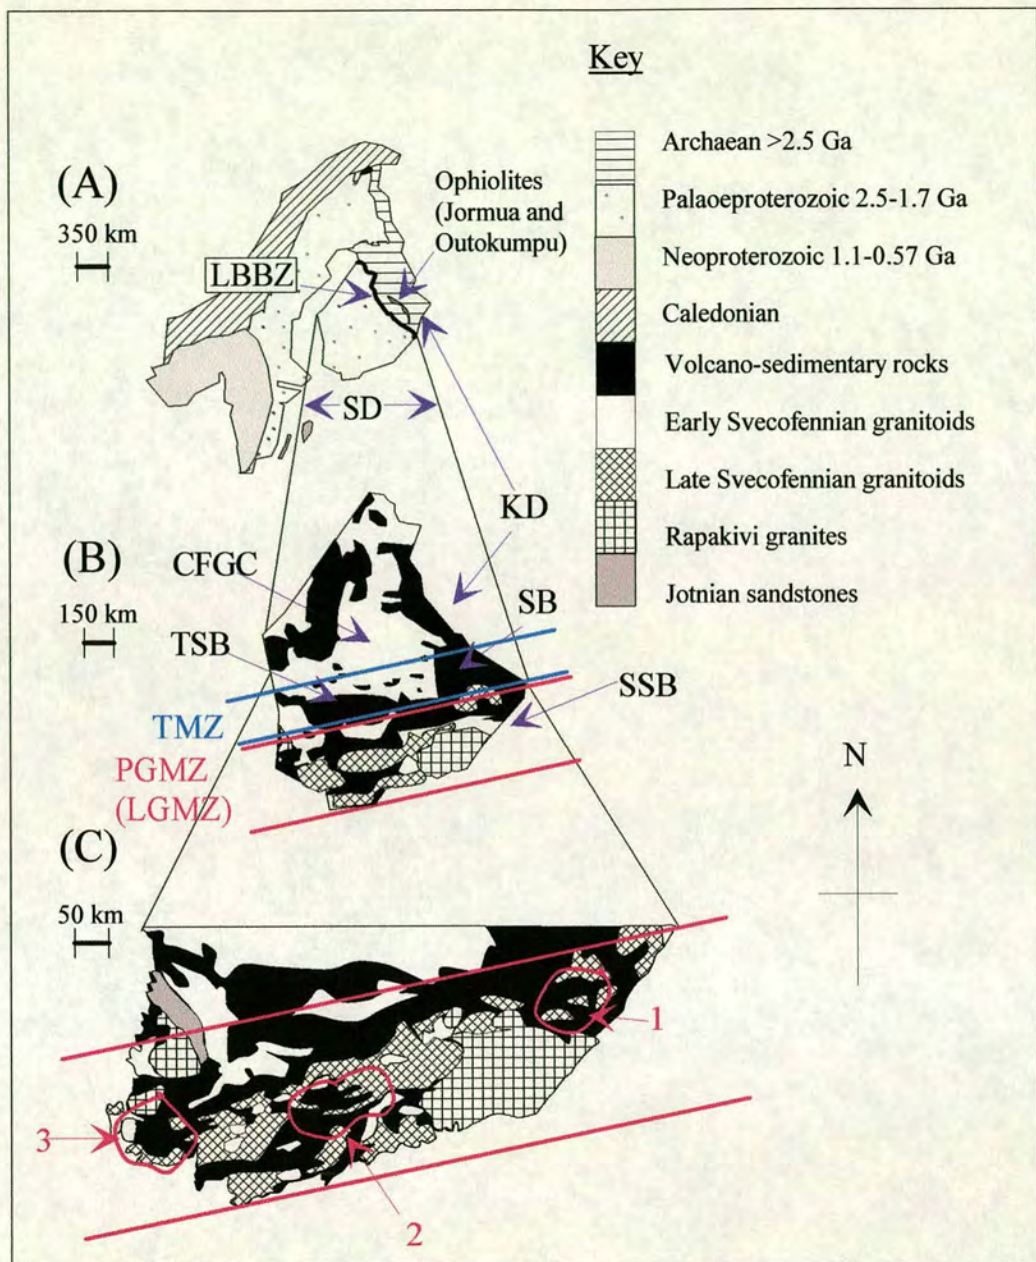 Key
Archaean >2.5 Ga
Palaoeproterozoic 2.5-1.7 Ga
Neoproterozoic 1.1-0.57 Ga
Caledonian
Volcano-sedimentary rocks
Early Svecofennian granitoids
Late Svecofennian granitoids
Rapakivi granites
Jotnian sandstones
(A)
350 km
Ophiolites
(Jormua and
Outokumpu)
LBBZ
SD
KD
(B)
150 km
CFGC
SB
TSB
SSB
TMZ
PGMZ
(LGMZ)
N
(C)
50 km
1
3
2